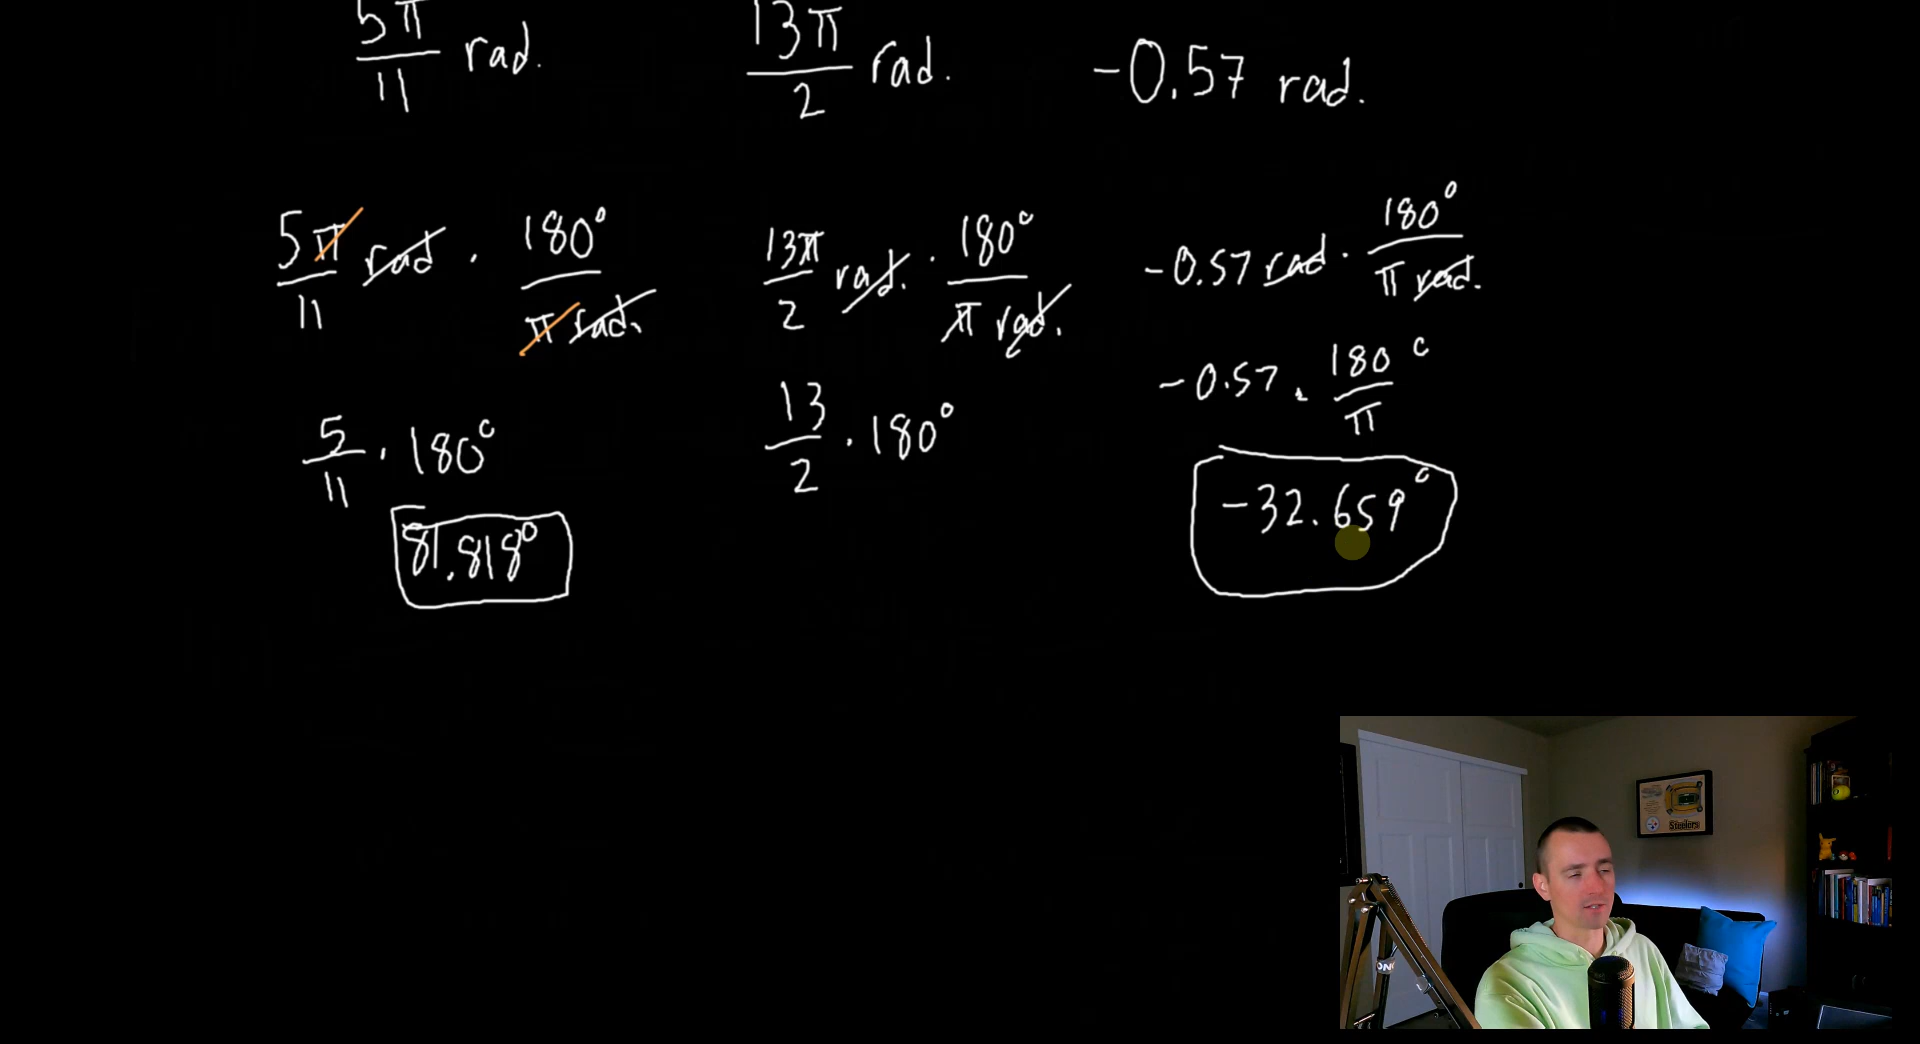 5π/11 rad.
13π/2 rad.
-0.57 rad.
5π/11 rad · 180°/π rad.
13π/2 rad. · 180°/π rad.
-0.57 rad · 180°/π rad.
5/11 · 180°
13/2 · 180°
-0.57 · 180°/π
81.818°
-32.659°
Steelers